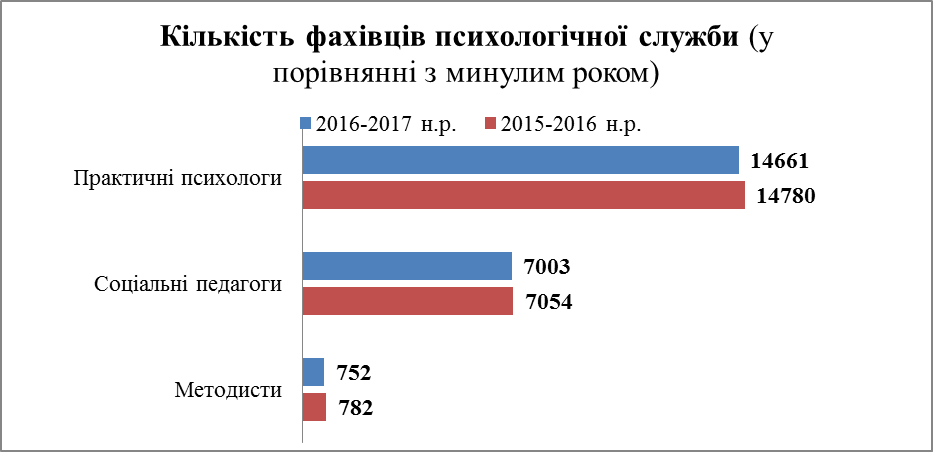 Кількість фахівців психологічної служби (у
порівнянні з минулим роком)
2016-2017 н.р. 2015-2016 н.р.
Практичні психологи
14661
14780
Соціальні педагоги
7003
7054
Методисти
752
782